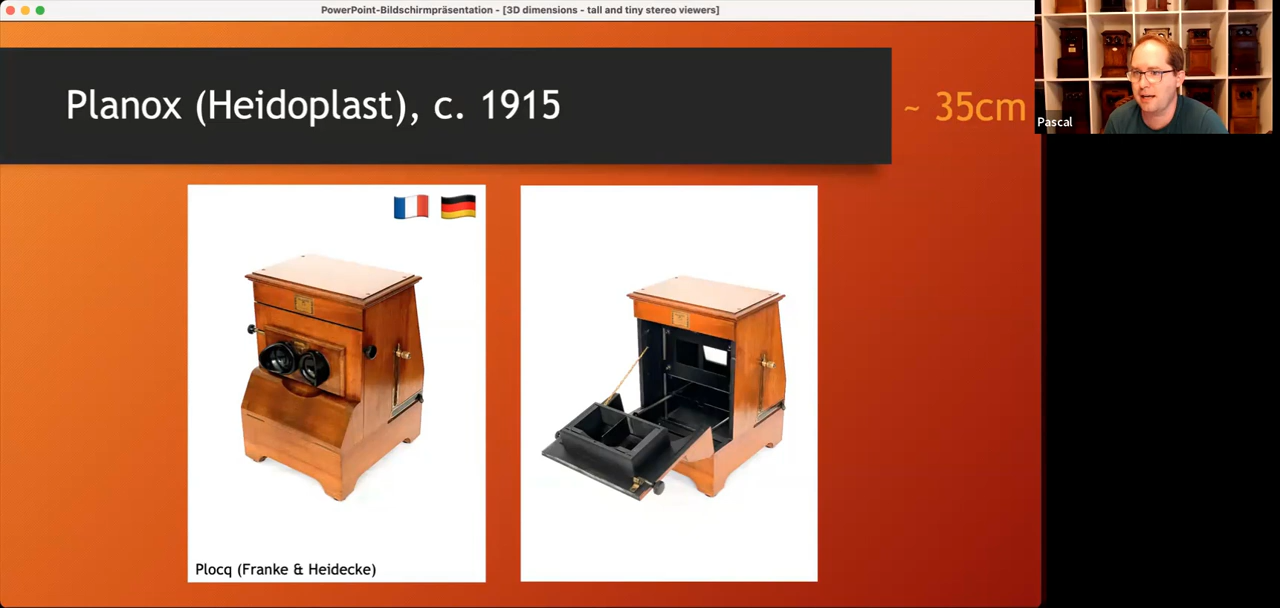 PowerPoint-Bildschirmpräsentation - [3D dimensions - tall and tiny stereo viewers]
Planox (Heidoplast), c. 1915
~ 35cm
Pascal
Plocq (Franke & Heidecke)